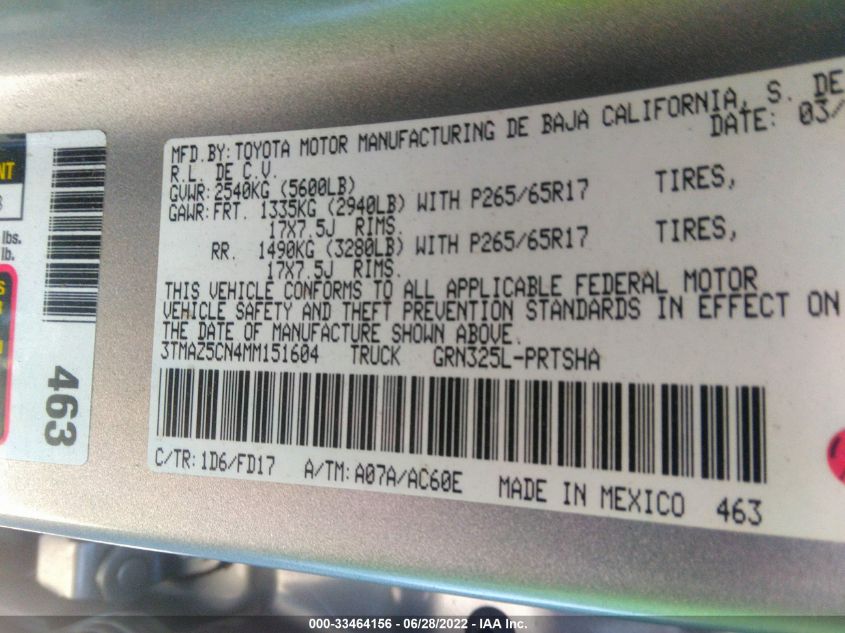 MFD.BY: TOYOTA MOTOR MANUFACTURING DE BAJA CALIFORNIA, S. DE
R.L. DE C.V. DATE: 03
GVWR: 2540KG (5600LB)
GAWR: FRT. 1335KG (2940LB) WITH P265/65R17 TIRES,
17X7.5J RIMS.
RR. 1490KG (3280LB) WITH P265/65R17 TIRES,
17X7.5J RIMS.
THIS VEHICLE CONFORMS TO ALL APPLICABLE FEDERAL MOTOR
VEHICLE SAFETY AND THEFT PREVENTION STANDARDS IN EFFECT ON
THE DATE OF MANUFACTURE SHOWN ABOVE.
3TMAZ5CN4MM151604 TRUCK GRN325L-PRTSHA
C/TR: 1D6/FD17 A/TM: A07A/AC60E MADE IN MEXICO 463
lbs.
lb.
463
000-33464156 - 06/28/2022 - IAA Inc.